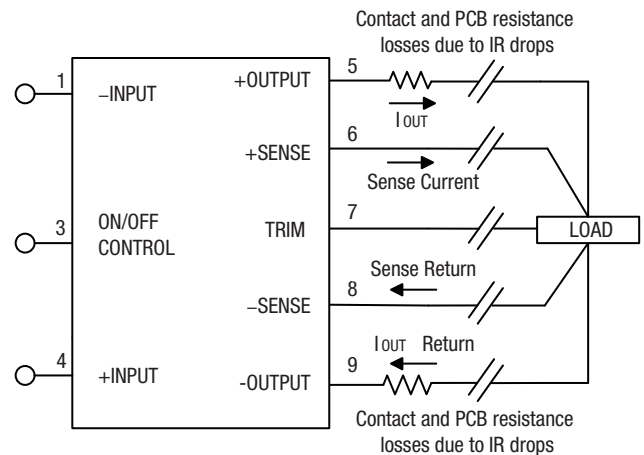 Contact and PCB resistance
losses due to IR drops
1
–INPUT
+OUTPUT
5
IOUT
+SENSE
6
Sense Current
3
ON/OFF
CONTROL
TRIM
7
LOAD
Sense Return
–SENSE
8
IOUT Return
4
+INPUT
-OUTPUT
9
Contact and PCB resistance
losses due to IR drops